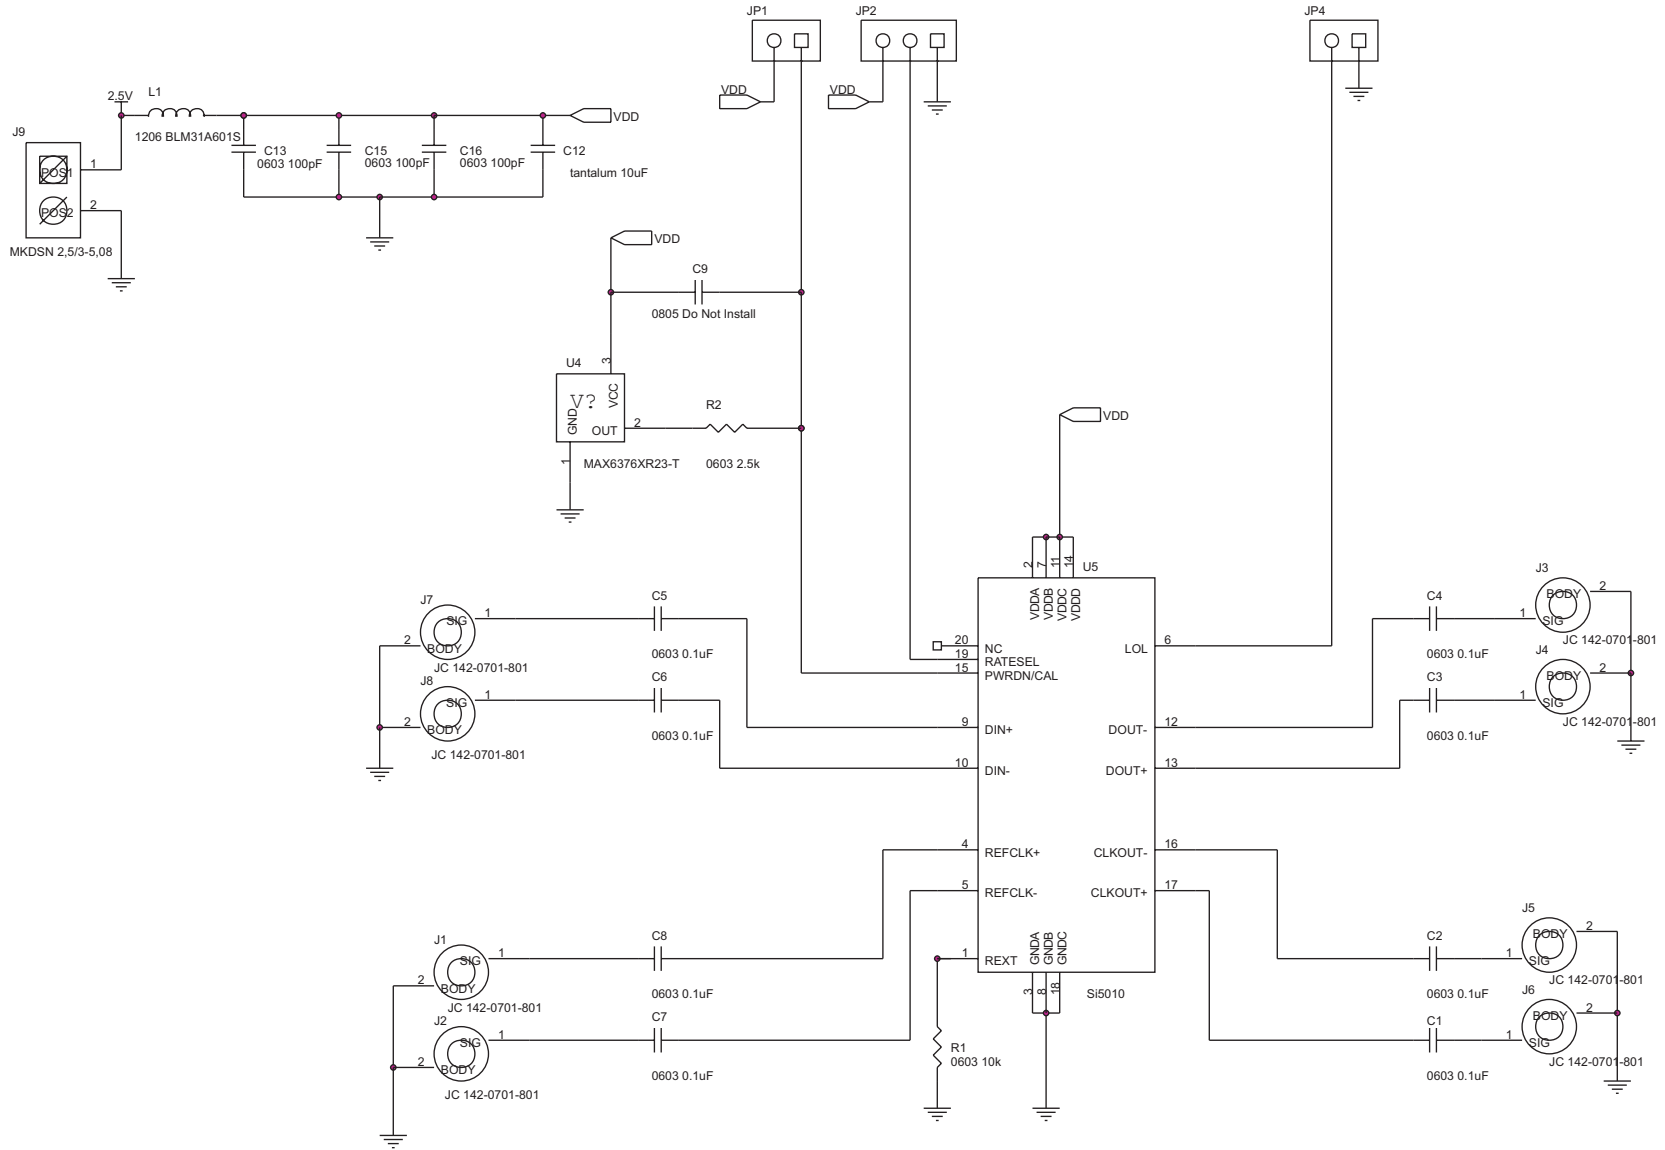 JP1
JP2
JP4
VDD
VDD
2.5V
L1
1206 BLM31A601S
VDD
J9
1
POS1
2
POS2
MKDSN 2,5/3-5,08
C13
0603 100pF
C15
0603 100pF
C16
0603 100pF
C12
tantalum 10uF
VDD
C9
0805 Do Not Install
U4
3
V?
VCC
GND
OUT
2
1
MAX6376XR23-T
R2
0603 2.5k
VDD
2
7
11
14
U5
VDDA
VDDB
VDDC
VDDD
20
NC
19
RATESEL
15
PWRDN/CAL
9
DIN+
10
DIN-
4
REFCLK+
5
REFCLK-
1
REXT
LOL
6
DOUT-
12
DOUT+
13
CLKOUT-
16
CLKOUT+
17
GNDA
GNDB
GNDC
3
8
18
Si5010
J7
SIG
1
2
BODY
JC 142-0701-801
C5
0603 0.1uF
J8
SIG
1
2
BODY
JC 142-0701-801
C6
0603 0.1uF
J1
SIG
1
2
BODY
JC 142-0701-801
C8
0603 0.1uF
J2
SIG
1
2
BODY
JC 142-0701-801
C7
0603 0.1uF
R1
0603 10k
C4
0603 0.1uF
J3
BODY
2
1
SIG
JC 142-0701-801
C3
0603 0.1uF
J4
BODY
2
1
SIG
JC 142-0701-801
C2
0603 0.1uF
J5
BODY
2
1
SIG
JC 142-0701-801
C1
0603 0.1uF
J6
BODY
2
1
SIG
JC 142-0701-801